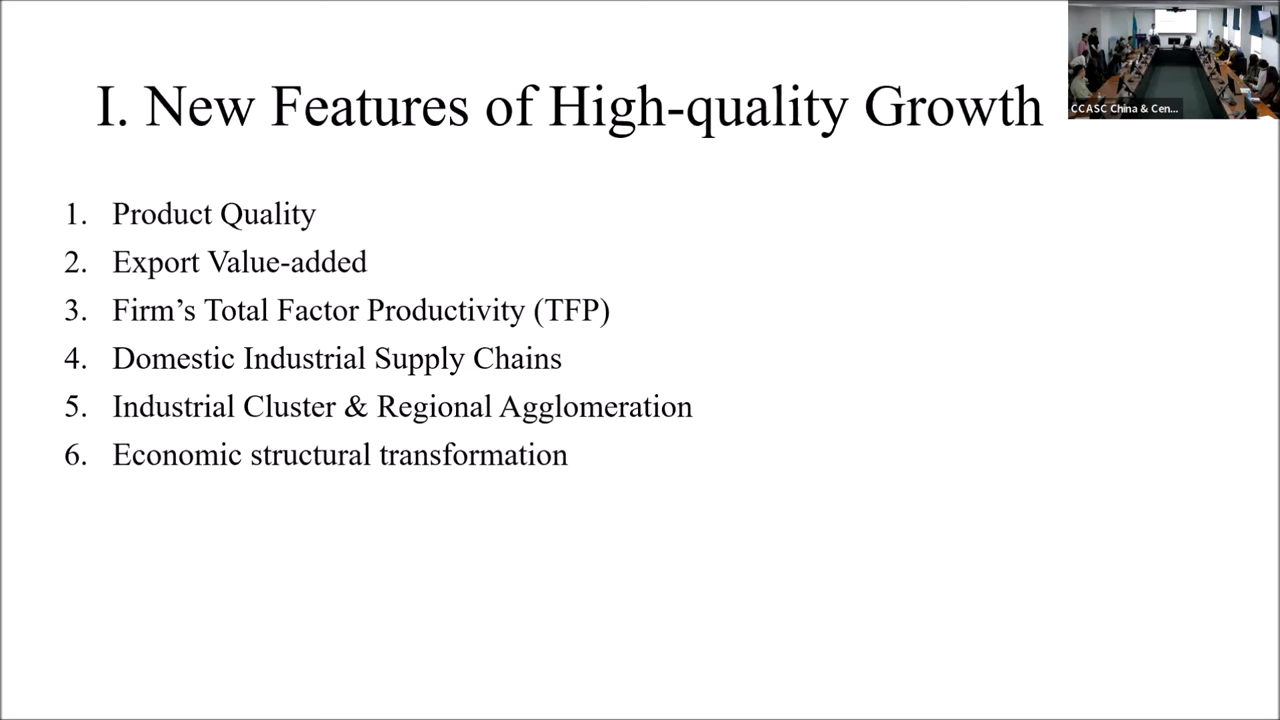 I. New Features of High-quality Growth
1. Product Quality
2. Export Value-added
3. Firm’s Total Factor Productivity (TFP)
4. Domestic Industrial Supply Chains
5. Industrial Cluster & Regional Agglomeration
6. Economic structural transformation
CCASC China & Cen...